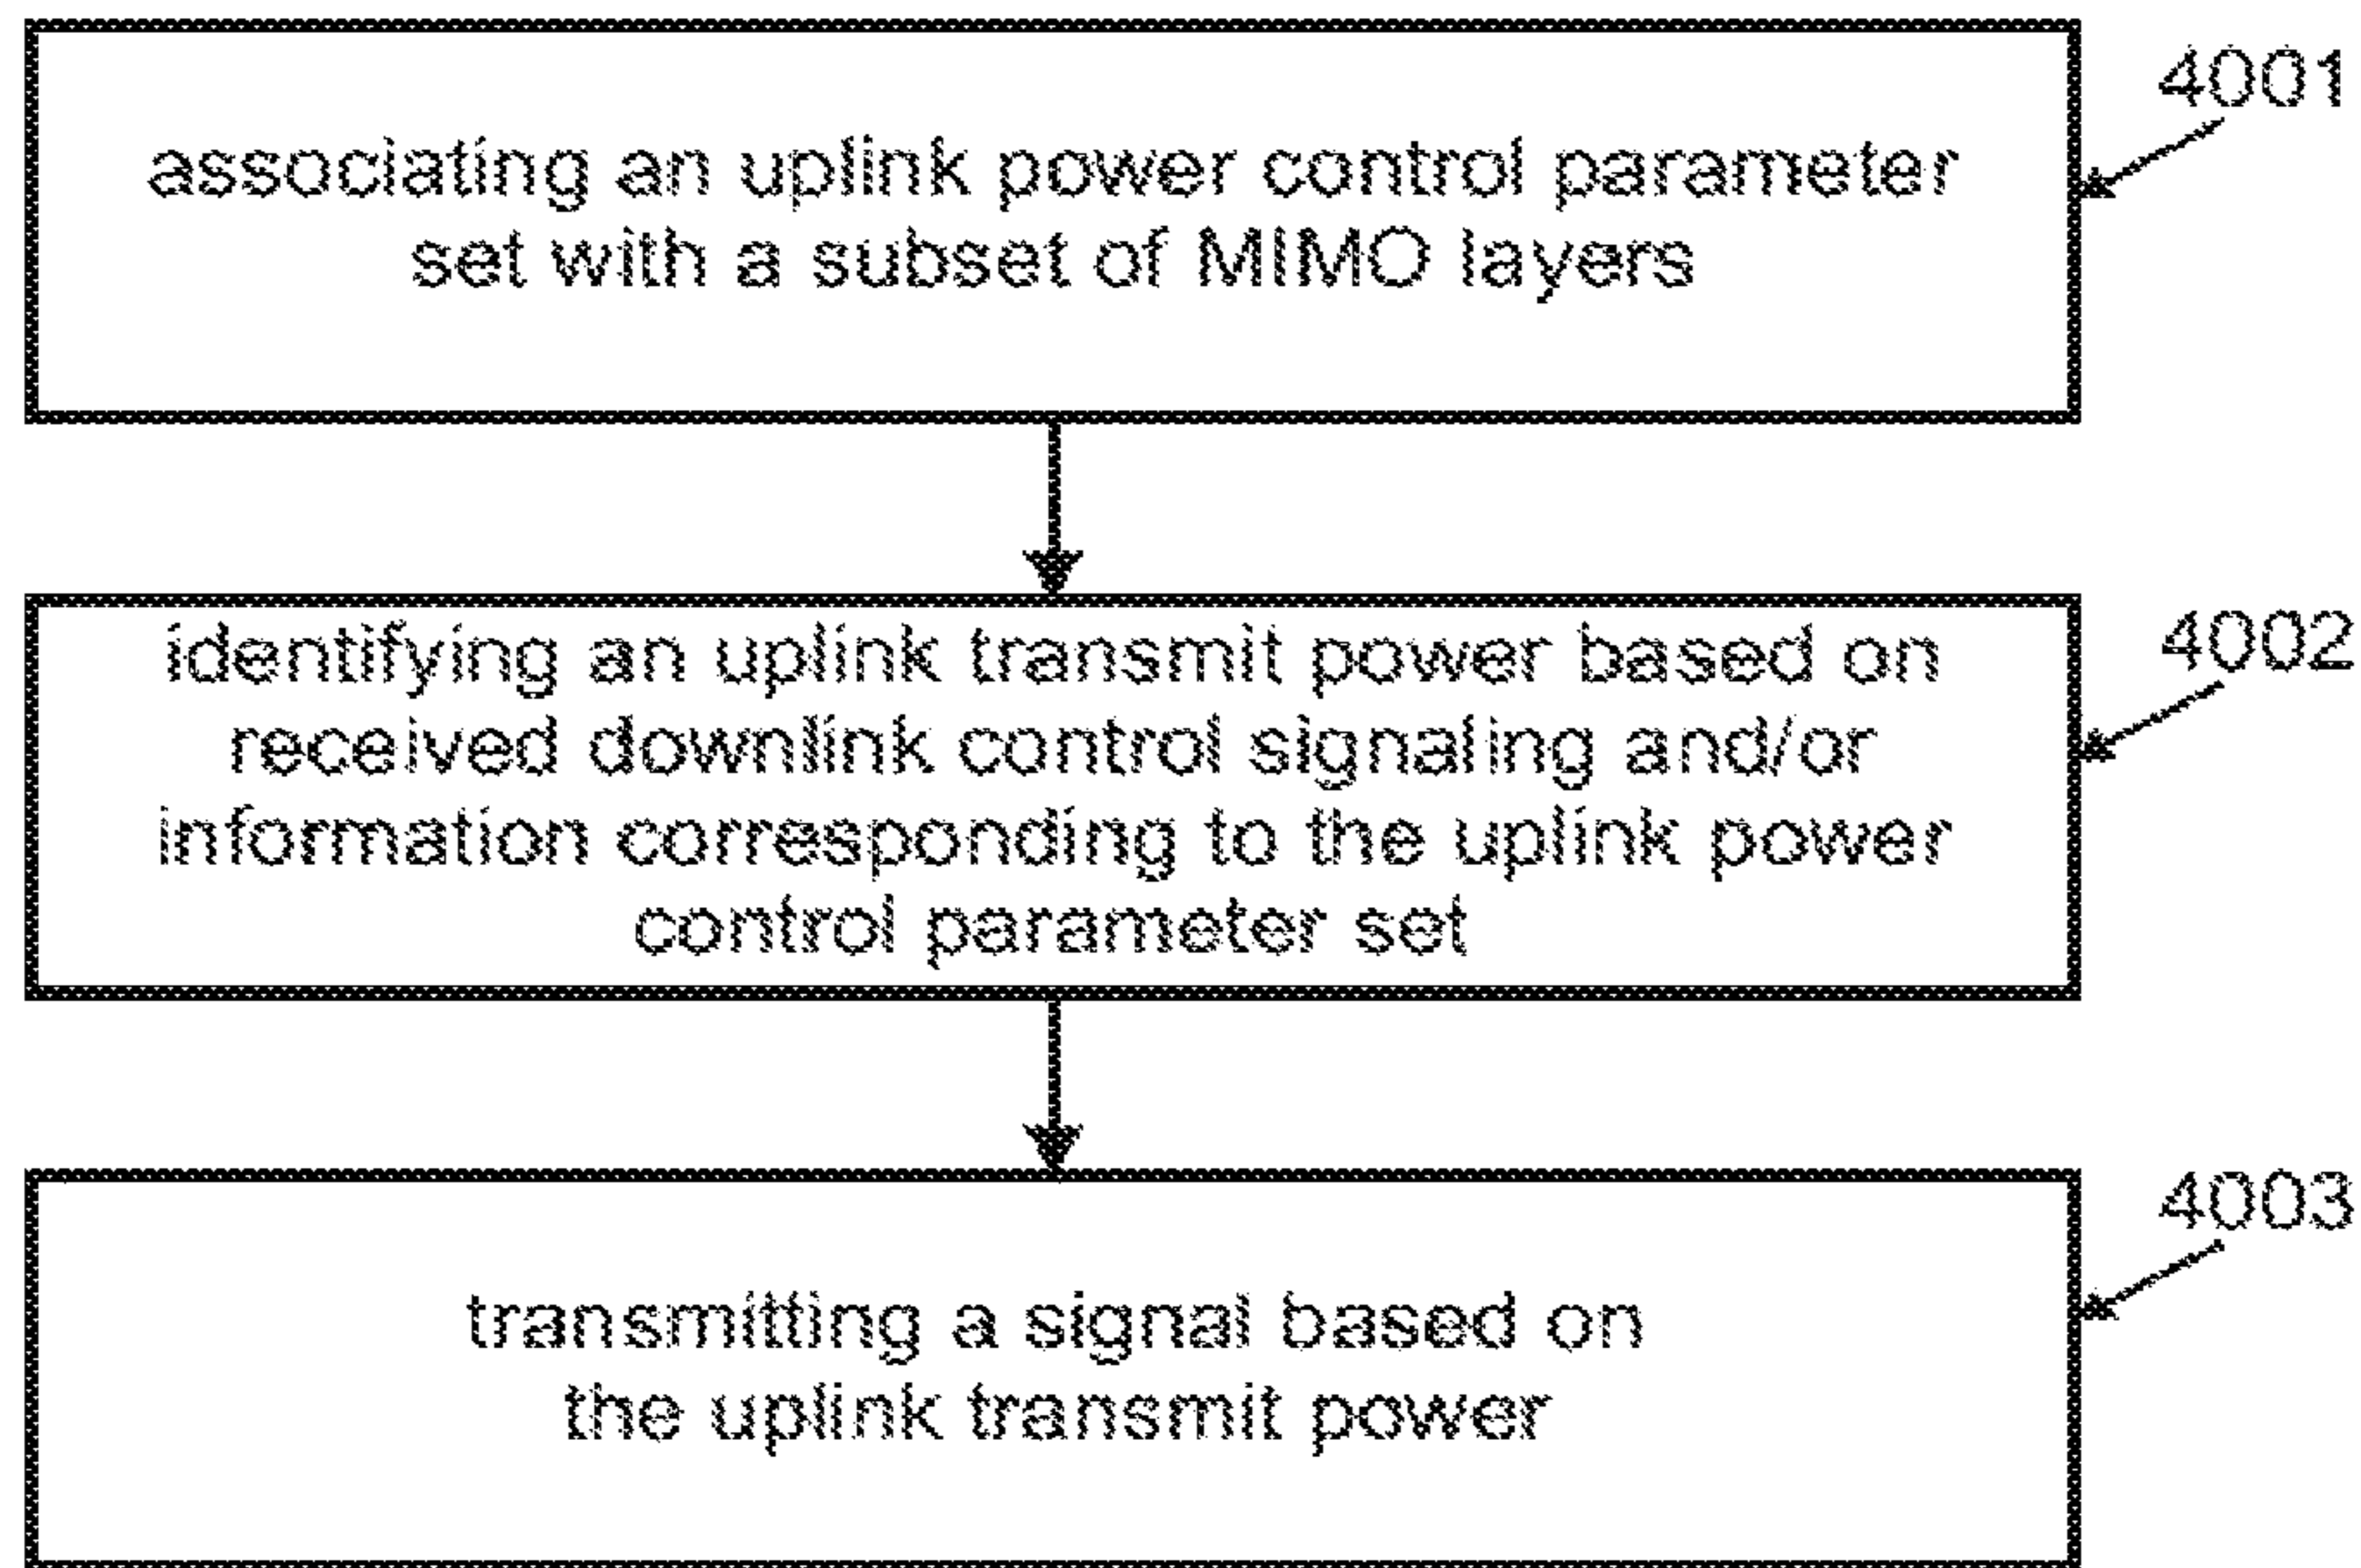 4001
associating an uplink power control parameter
set with a subset of MIMO layers
4002
identifying an uplink transmit power based on
received downlink control signaling and/or
information corresponding to the uplink power
control parameter set
4003
transmitting a signal based on
the uplink transmit power